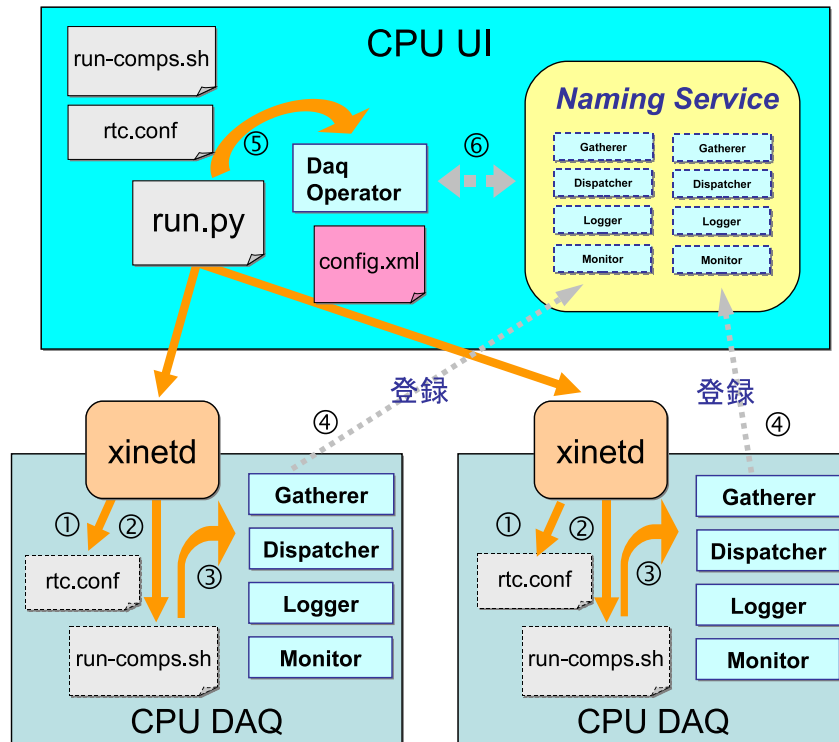 CPU UI
run-comps.sh
rtc.conf
⑤
run.py
Daq
Operator
config.xml
⑥
Naming Service
Gatherer
Dispatcher
Logger
Monitor
Gatherer
Dispatcher
Logger
Monitor
登録
④
登録
④
xinetd
①
②
③
rtc.conf
run-comps.sh
Gatherer
Dispatcher
Logger
Monitor
CPU DAQ
xinetd
①
②
③
rtc.conf
run-comps.sh
Gatherer
Dispatcher
Logger
Monitor
CPU DAQ